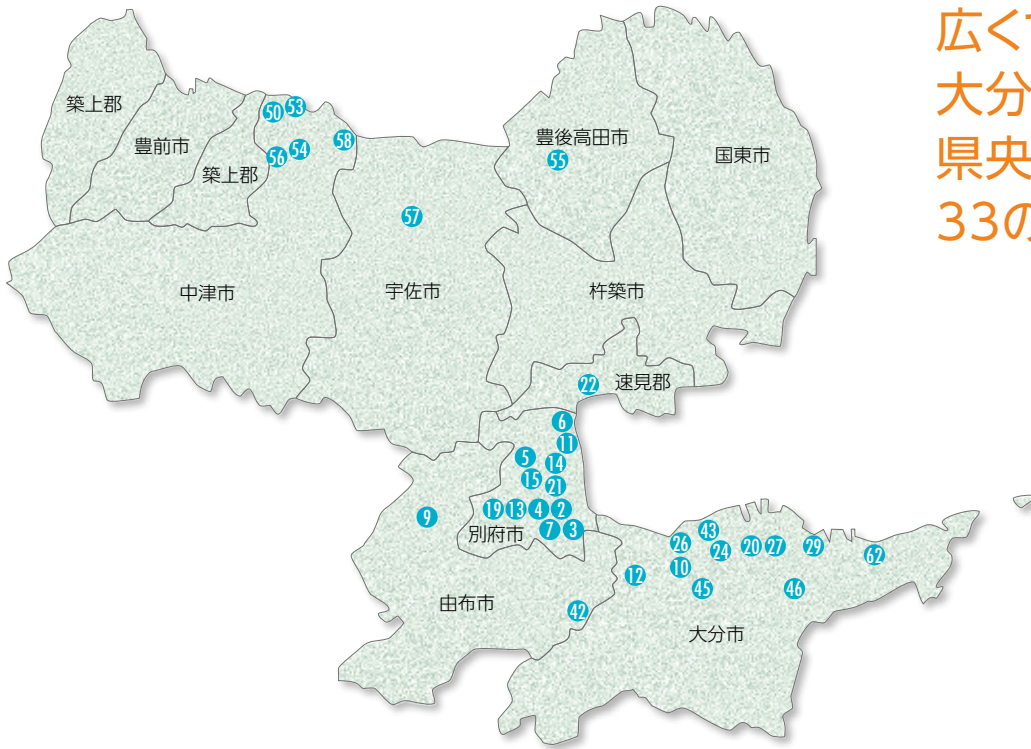 広く
大分
県央
33の
築上郡
豊前市
築上郡
50
53
58
56
54
豊後高田市
55
国東市
57
中津市
宇佐市
杵築市
22
速見郡
6
11
5
14
15
21
9
19
13
4
2
別府市
7
3
43
26
24
20
27
29
62
12
10
45
46
由布市
42
大分市